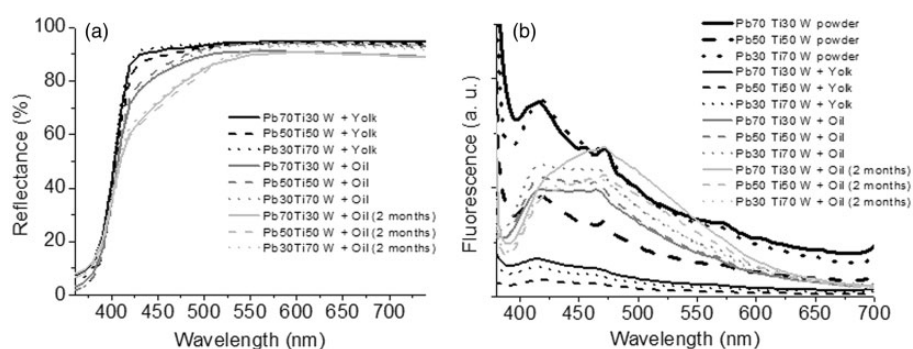 (a)
100
80
60
40
20
0
Reflectance (%)
Pb70Ti30 W + Yolk
Pb50Ti50 W + Yolk
Pb30Ti70 W + Yolk
Pb70Ti30 W + Oil
Pb50Ti50 W + Oil
Pb30Ti70 W + Oil
Pb70Ti30 W + Oil (2 months)
Pb50Ti50 W + Oil (2 months)
Pb30Ti70 W + Oil (2 months)
400 450 500 550 600 650 700
Wavelength (nm)
(b)
Fluorescence (a. u.)
Pb70 Ti30 W powder
Pb50 Ti50 W powder
Pb30 Ti70 W powder
Pb70 Ti30 W + Yolk
Pb50 Ti50 W + Yolk
Pb30 Ti70 W + Yolk
Pb70 Ti30 W + Oil
Pb50 Ti50 W + Oil
Pb30 Ti70 W + Oil
Pb70 Ti30 W + Oil (2 months)
Pb50 Ti50 W + Oil (2 months)
Pb30 Ti70 W + Oil (2 months)
400 450 500 550 600 650 700
Wavelength (nm)